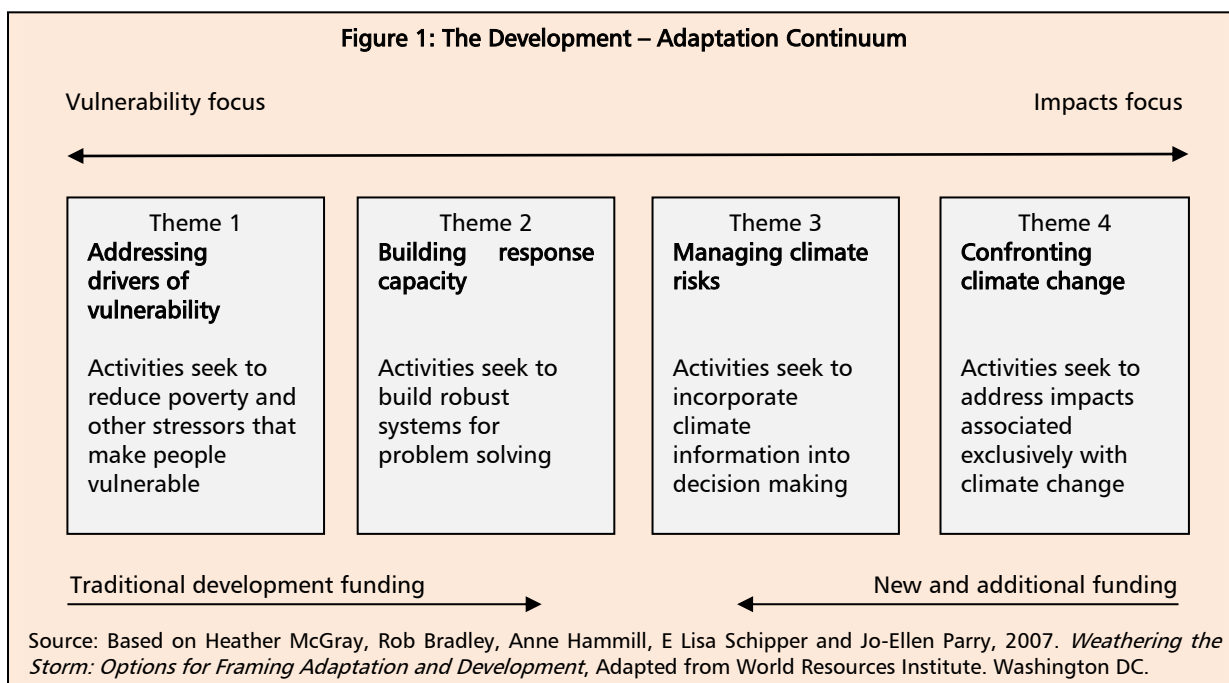 Figure 1: The Development – Adaptation Continuum
Vulnerability focus
Impacts focus
Theme 1
Addressing
drivers of
vulnerability
Activities seek to
reduce poverty and
other stressors that
make people
vulnerable
Theme 2
Building response
capacity
Activities seek to
build robust
systems for
problem solving
Theme 3
Managing climate
risks
Activities seek to
incorporate
climate
information into
decision making
Theme 4
Confronting
climate change
Activities seek to
address impacts
associated
exclusively with
climate change
Traditional development funding
New and additional funding
Source: Based on Heather McGray, Rob Bradley, Anne Hammill, E Lisa Schipper and Jo-Ellen Parry, 2007. Weathering the
Storm: Options for Framing Adaptation and Development, Adapted from World Resources Institute. Washington DC.